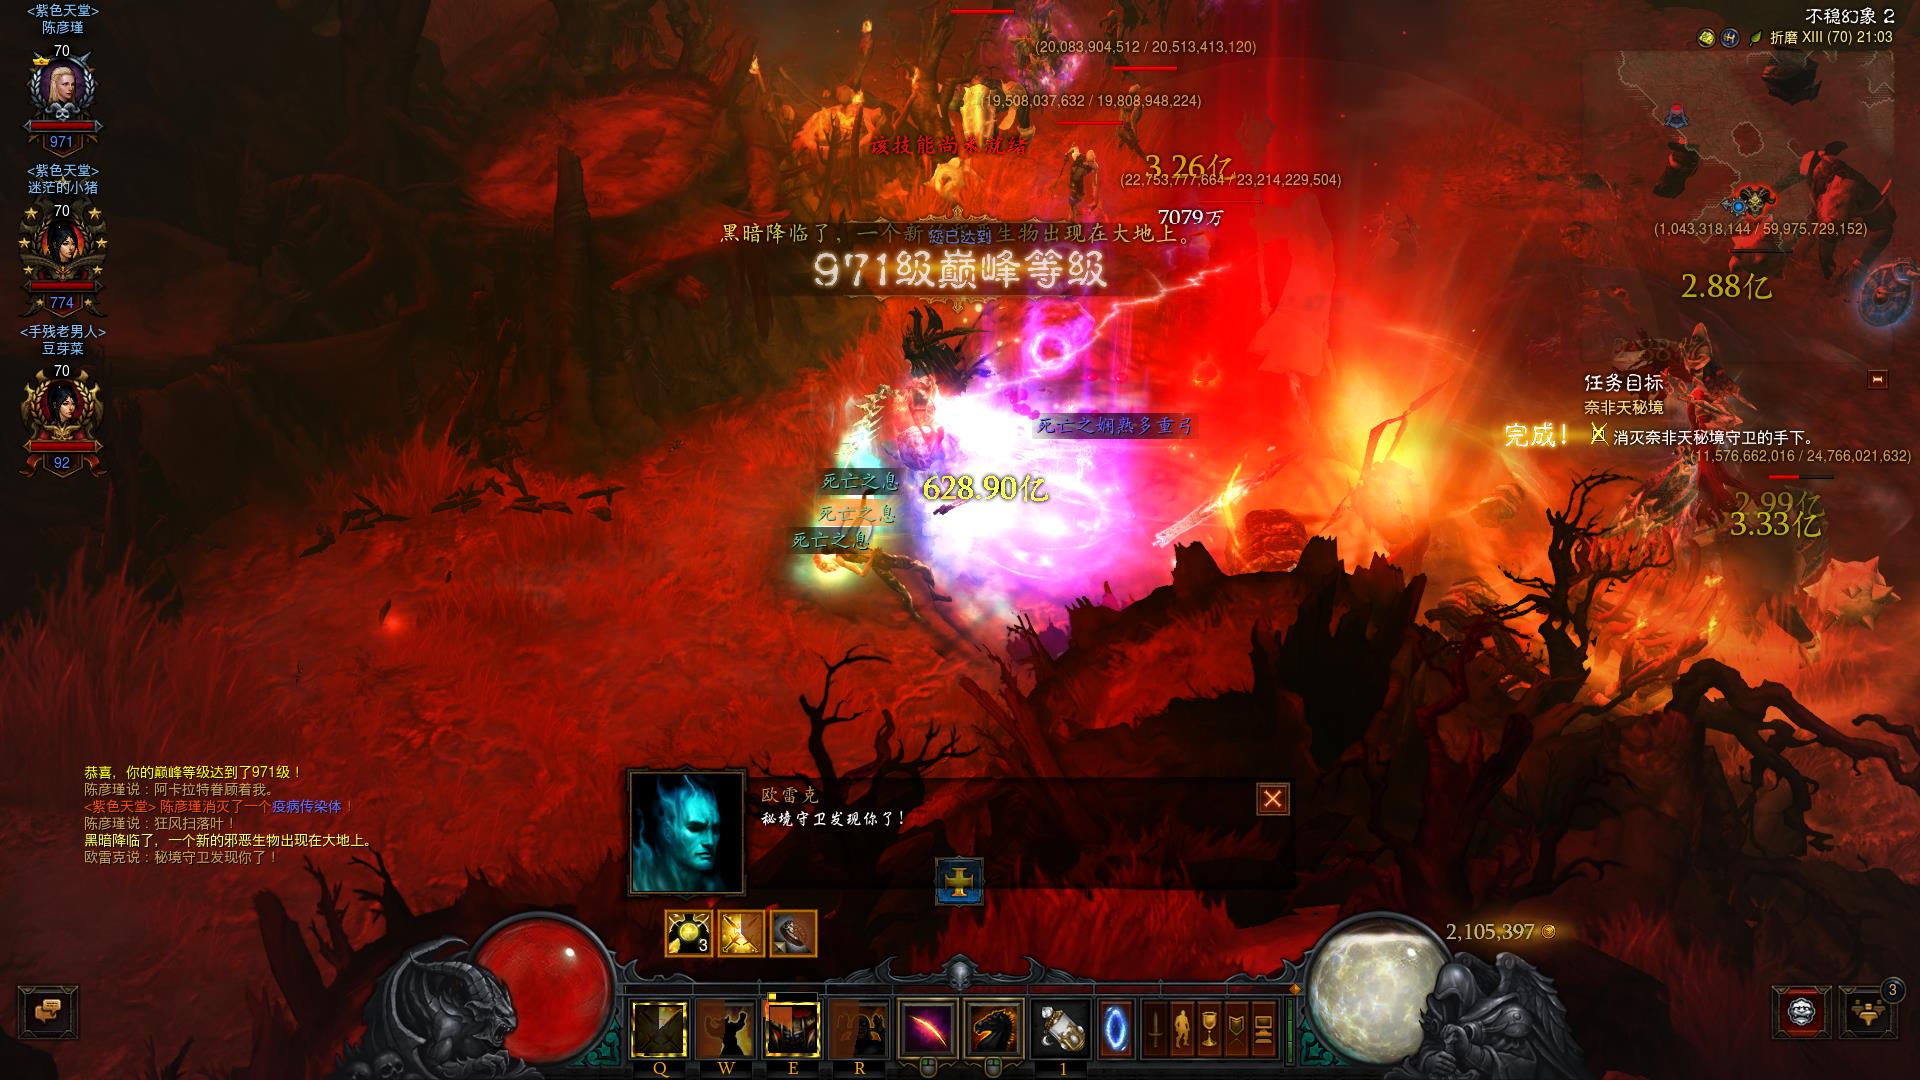 <紫色天堂>
陈彦瑾
70
971
<紫色天堂>
迷茫的小猪
70
774
<手残老男人>
豆芽菜
70
92
不稳幻象 2
折磨 XIII (70) 21:03
(20,083,904,512 / 20,513,413,120)
(19,508,037,632 / 19,808,948,224)
该技能尚未就绪
3.26亿
(22,753,777,664 / 23,214,229,504)
7079万
黑暗降临了，一个新的邪恶生物出现在大地上。
您已达到
971级巅峰等级
(1,043,318,144 / 59,975,729,152)
2.88亿
任务目标
奈非天秘境
完成!
消灭奈非天秘境守卫的手下。
(11,576,662,016 / 24,766,021,632)
2.99亿
3.33亿
死亡之娴熟多重弓
死亡之息
628.90亿
死亡之息
死亡之息
恭喜，你的巅峰等级达到了971级！
陈彦瑾说：阿卡拉特眷顾着我。
<紫色天堂> 陈彦瑾消灭了一个疫病传染体！
陈彦瑾说：狂风扫落叶！
黑暗降临了，一个新的邪恶生物出现在大地上。
欧雷克说：秘境守卫发现你了！
欧雷克
秘境守卫发现你了！
3
2,105,397
3
Q W E R 1